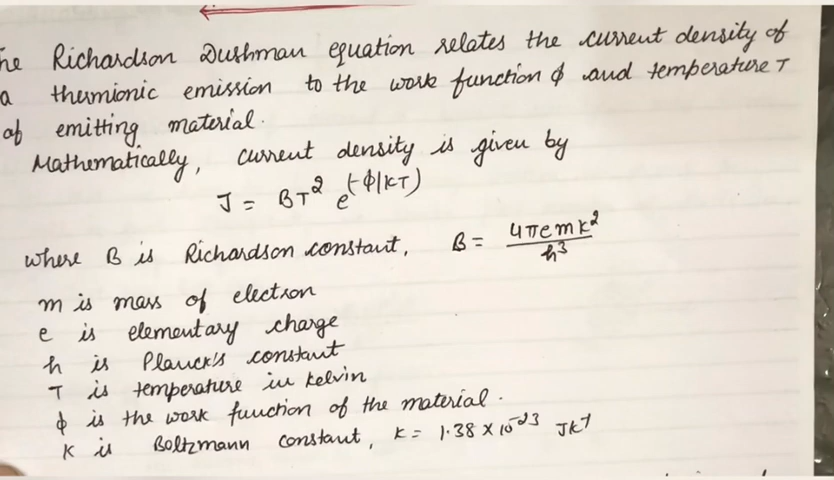 he Richardson Dushman equation relates the current density of
a thermionic emission to the work function ϕ and temperature T
of emitting material.
Mathematically, current density is given by
J = BT² e^(-ϕ/KT)
where B is Richardson constant, B = 4πemk²/h³
m is mass of electron
e is elementary charge
h is Planck's constant
T is temperature in kelvin
ϕ is the work function of the material.
K is Boltzmann constant, K = 1.38 × 10⁻²³ JK⁻¹